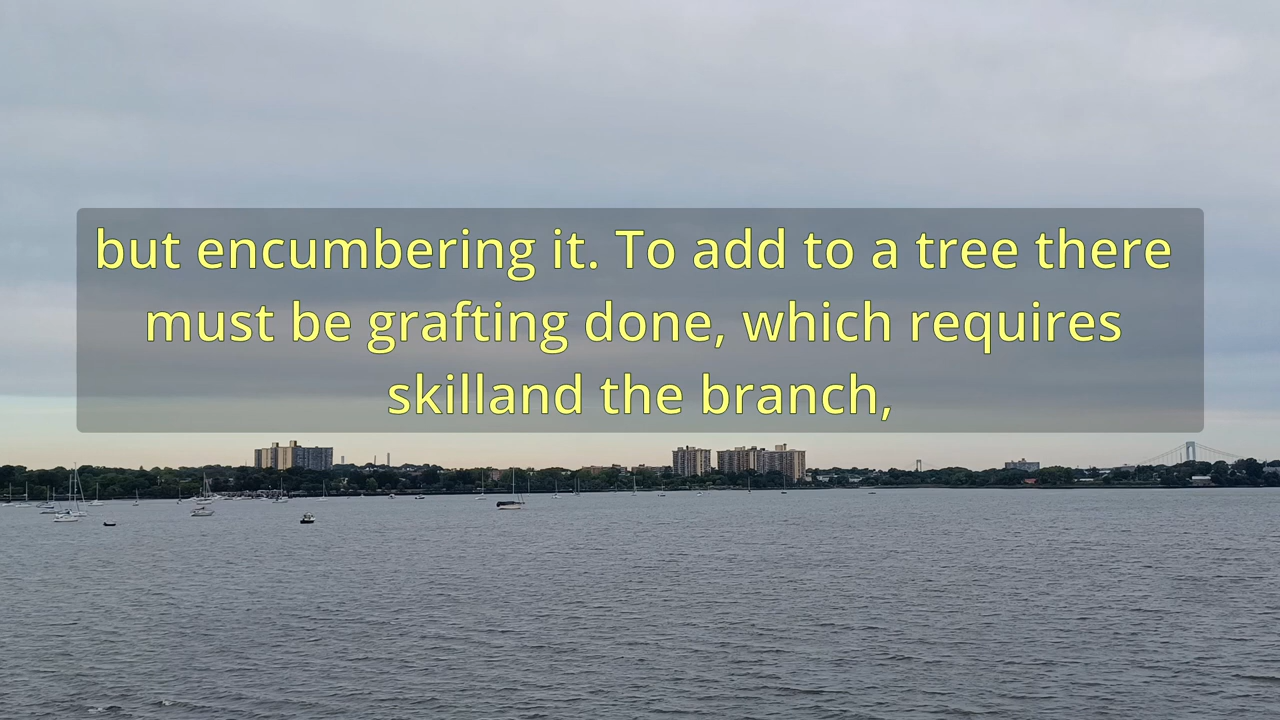 but encumbering it. To add to a tree there
must be grafting done, which requires
skilland the branch,